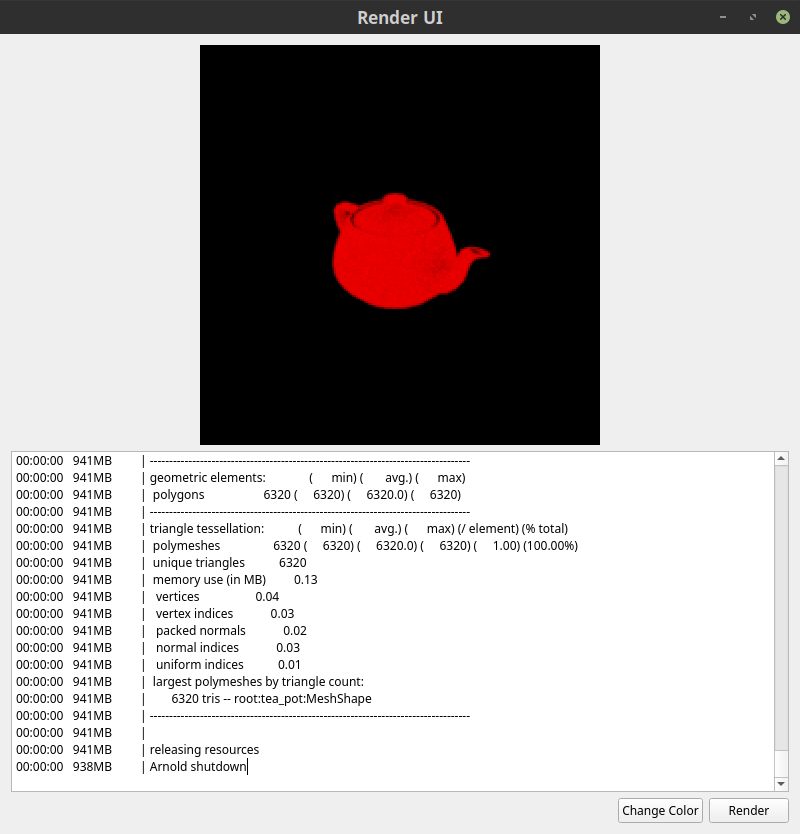 Render UI
00:00:00 941MB | --------------------------------------------------------------------------------
00:00:00 941MB | geometric elements: ( min) ( avg.) ( max)
00:00:00 941MB | polygons 6320 ( 6320) ( 6320.0) ( 6320)
00:00:00 941MB | --------------------------------------------------------------------------------
00:00:00 941MB | triangle tessellation: ( min) ( avg.) ( max) (/ element) (% total)
00:00:00 941MB | polymeshes 6320 ( 6320) ( 6320.0) ( 6320) ( 1.00) (100.00%)
00:00:00 941MB | unique triangles 6320
00:00:00 941MB | memory use (in MB) 0.13
00:00:00 941MB | vertices 0.04
00:00:00 941MB | vertex indices 0.03
00:00:00 941MB | packed normals 0.02
00:00:00 941MB | normal indices 0.03
00:00:00 941MB | uniform indices 0.01
00:00:00 941MB | largest polymeshes by triangle count:
00:00:00 941MB | 6320 tris -- root:tea_pot:MeshShape
00:00:00 941MB | --------------------------------------------------------------------------------
00:00:00 941MB |
00:00:00 941MB | releasing resources
00:00:00 938MB | Arnold shutdown
Change Color Render